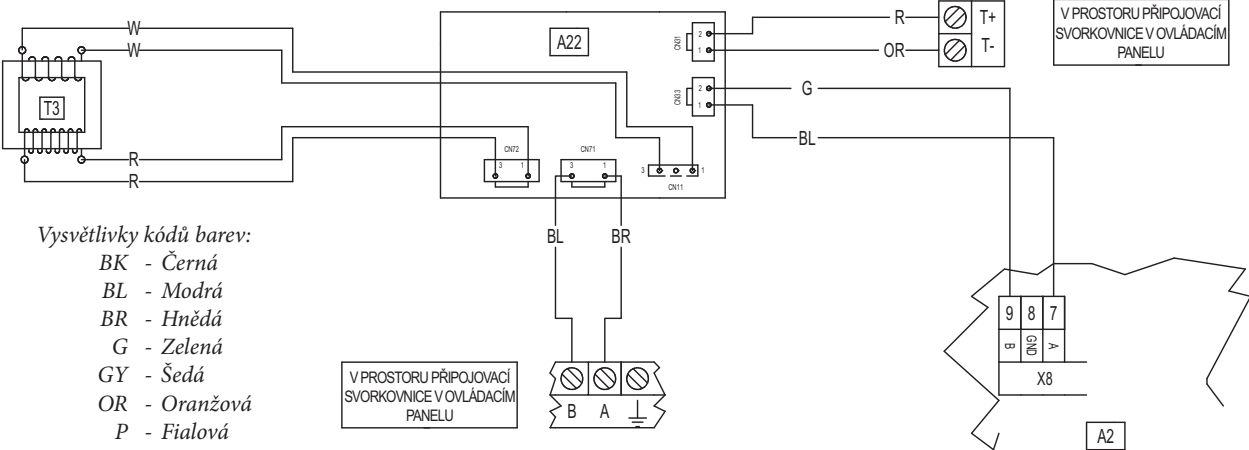 W
W
A22
2
1
CN31
R
OR
T+
T-
V PROSTORU PŘIPOJOVACÍ
SVORKOVNICE V OVLÁDACÍM
PANELU
T3
2
1
CN33
G
BL
R
R
CN72
3 1
CN71
3 1
3 1
CN11
BL
BR
Vysvětlivky kódů barev:
BK - Černá
BL - Modrá
BR - Hnědá
G - Zelená
GY - Šedá
OR - Oranžová
P - Fialová
V PROSTORU PŘIPOJOVACÍ
SVORKOVNICE V OVLÁDACÍM
PANELU
B A
9 8 7
B GND A
X8
A2